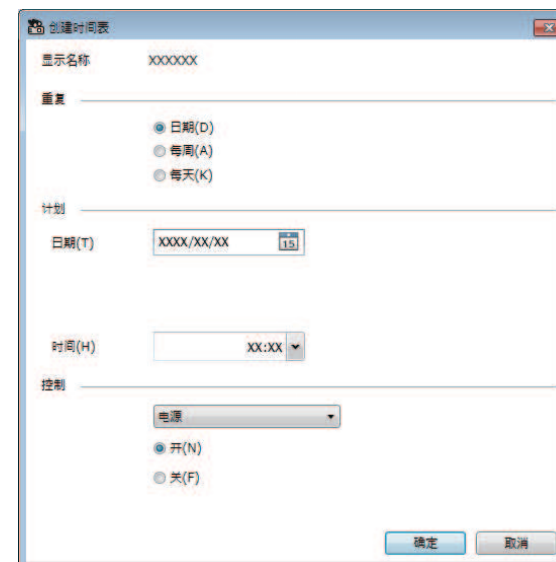 创建时间表
显示名称 XXXXXX
重复
日期(D)
每周(A)
每天(K)
计划
日期(T) XXXX/XX/XX 15
时间(H) XX:XX
控制
电源
开(N)
关(F)
确定 取消